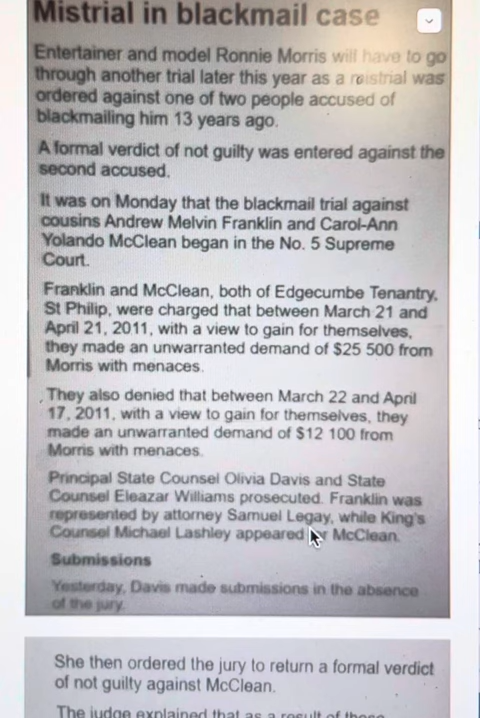 Mistrial in blackmail case
Entertainer and model Ronnie Morris will have to go
through another trial later this year as a mistrial was
ordered against one of two people accused of
blackmailing him 13 years ago.
A formal verdict of not guilty was entered against the
second accused.
It was on Monday that the blackmail trial against
cousins Andrew Melvin Franklin and Carol-Ann
Yolando McClean began in the No. 5 Supreme
Court.
Franklin and McClean, both of Edgecumbe Tenantry,
St Philip, were charged that between March 21 and
April 21, 2011, with a view to gain for themselves,
they made an unwarranted demand of $25 500 from
Morris with menaces.
They also denied that between March 22 and April
17, 2011, with a view to gain for themselves, they
made an unwarranted demand of $12 100 from
Morris with menaces.
Principal State Counsel Olivia Davis and State
Counsel Eleazar Williams prosecuted. Franklin was
represented by attorney Samuel Legay, while King's
Counsel Michael Lashley appeared for McClean.
Submissions
Yesterday, Davis made submissions in the absence
of the jury.
She then ordered the jury to return a formal verdict
of not guilty against McClean.
The judge explained that as a result of those